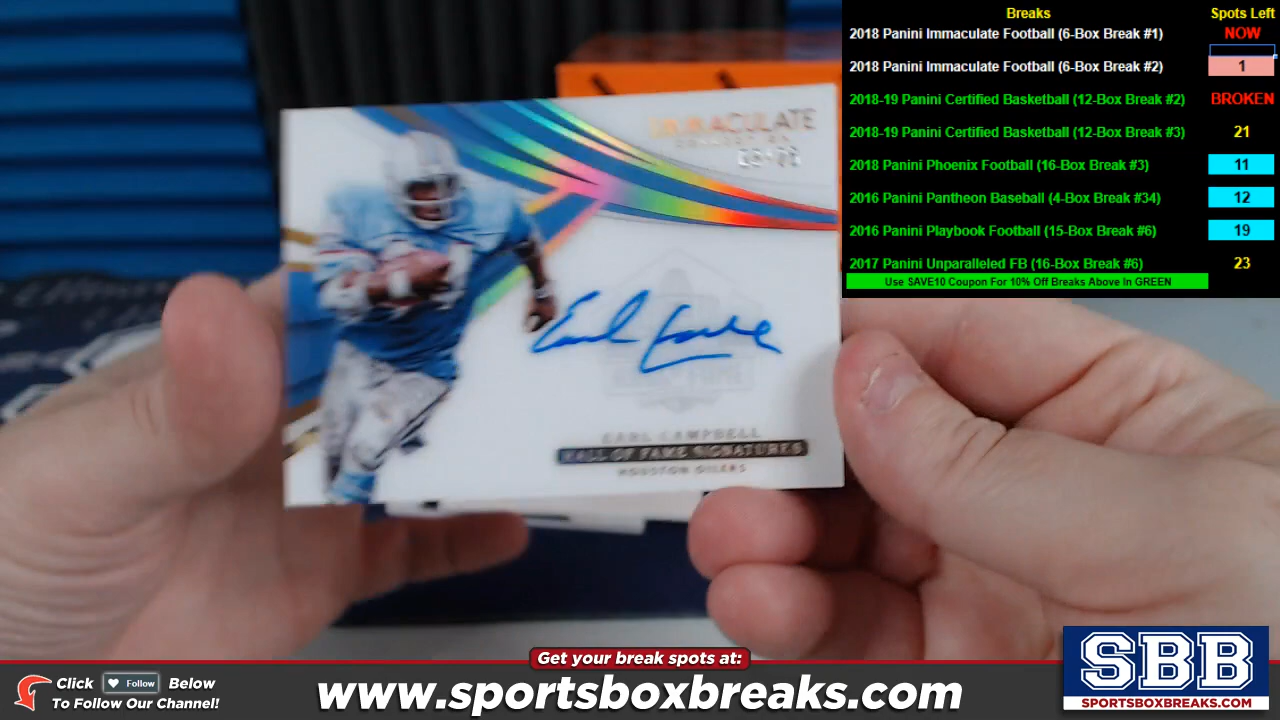 Breaks Spots Left
2018 Panini Immaculate Football (6-Box Break #1) NOW
2018 Panini Immaculate Football (6-Box Break #2) 1
2018-19 Panini Certified Basketball (12-Box Break #2) BROKEN
2018-19 Panini Certified Basketball (12-Box Break #3) 21
2018 Panini Phoenix Football (16-Box Break #3) 11
2016 Panini Pantheon Baseball (4-Box Break #34) 12
2016 Panini Playbook Football (15-Box Break #6) 19
2017 Panini Unparalleled FB (16-Box Break #6) 23
Use SAVE10 Coupon For 10% Off Breaks Above In GREEN
IMMACULATE
COLLECTION
EARL CAMPBELL
HALL OF FAME SIGNATURES
HOUSTON OILERS
Get your break spots at:
Click Follow Below
To Follow Our Channel!
www.sportsboxbreaks.com
SBB
SPORTSBOXBREAKS.COM